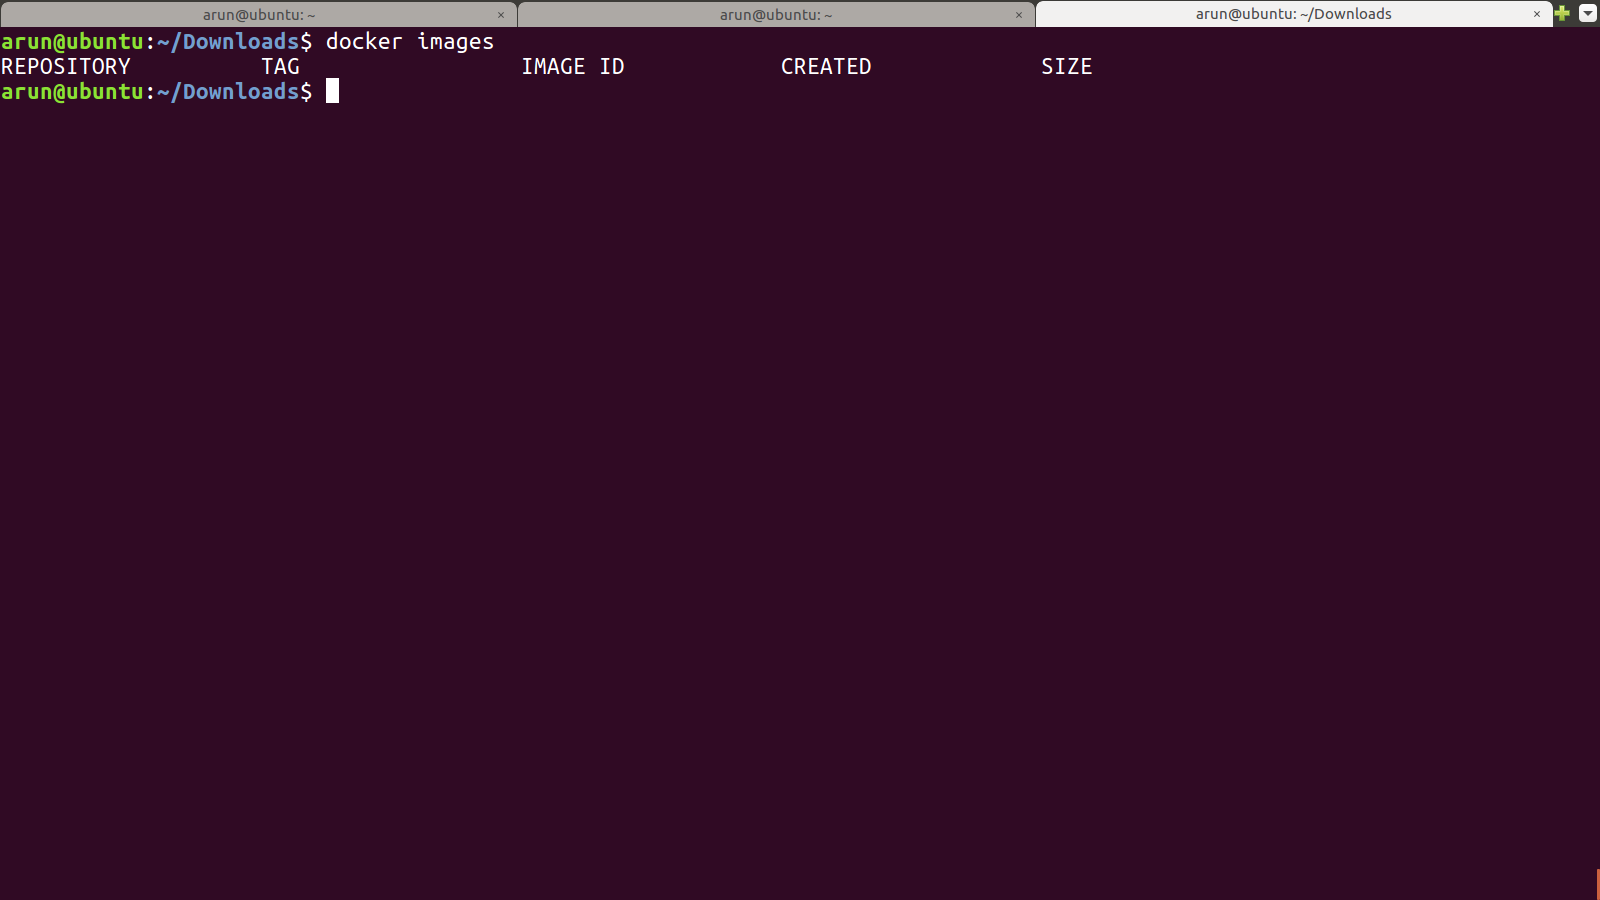 arun@ubuntu: ~ × arun@ubuntu: ~ × arun@ubuntu: ~/Downloads ×
arun@ubuntu:~/Downloads$ docker images
REPOSITORY TAG IMAGE ID CREATED SIZE
arun@ubuntu:~/Downloads$